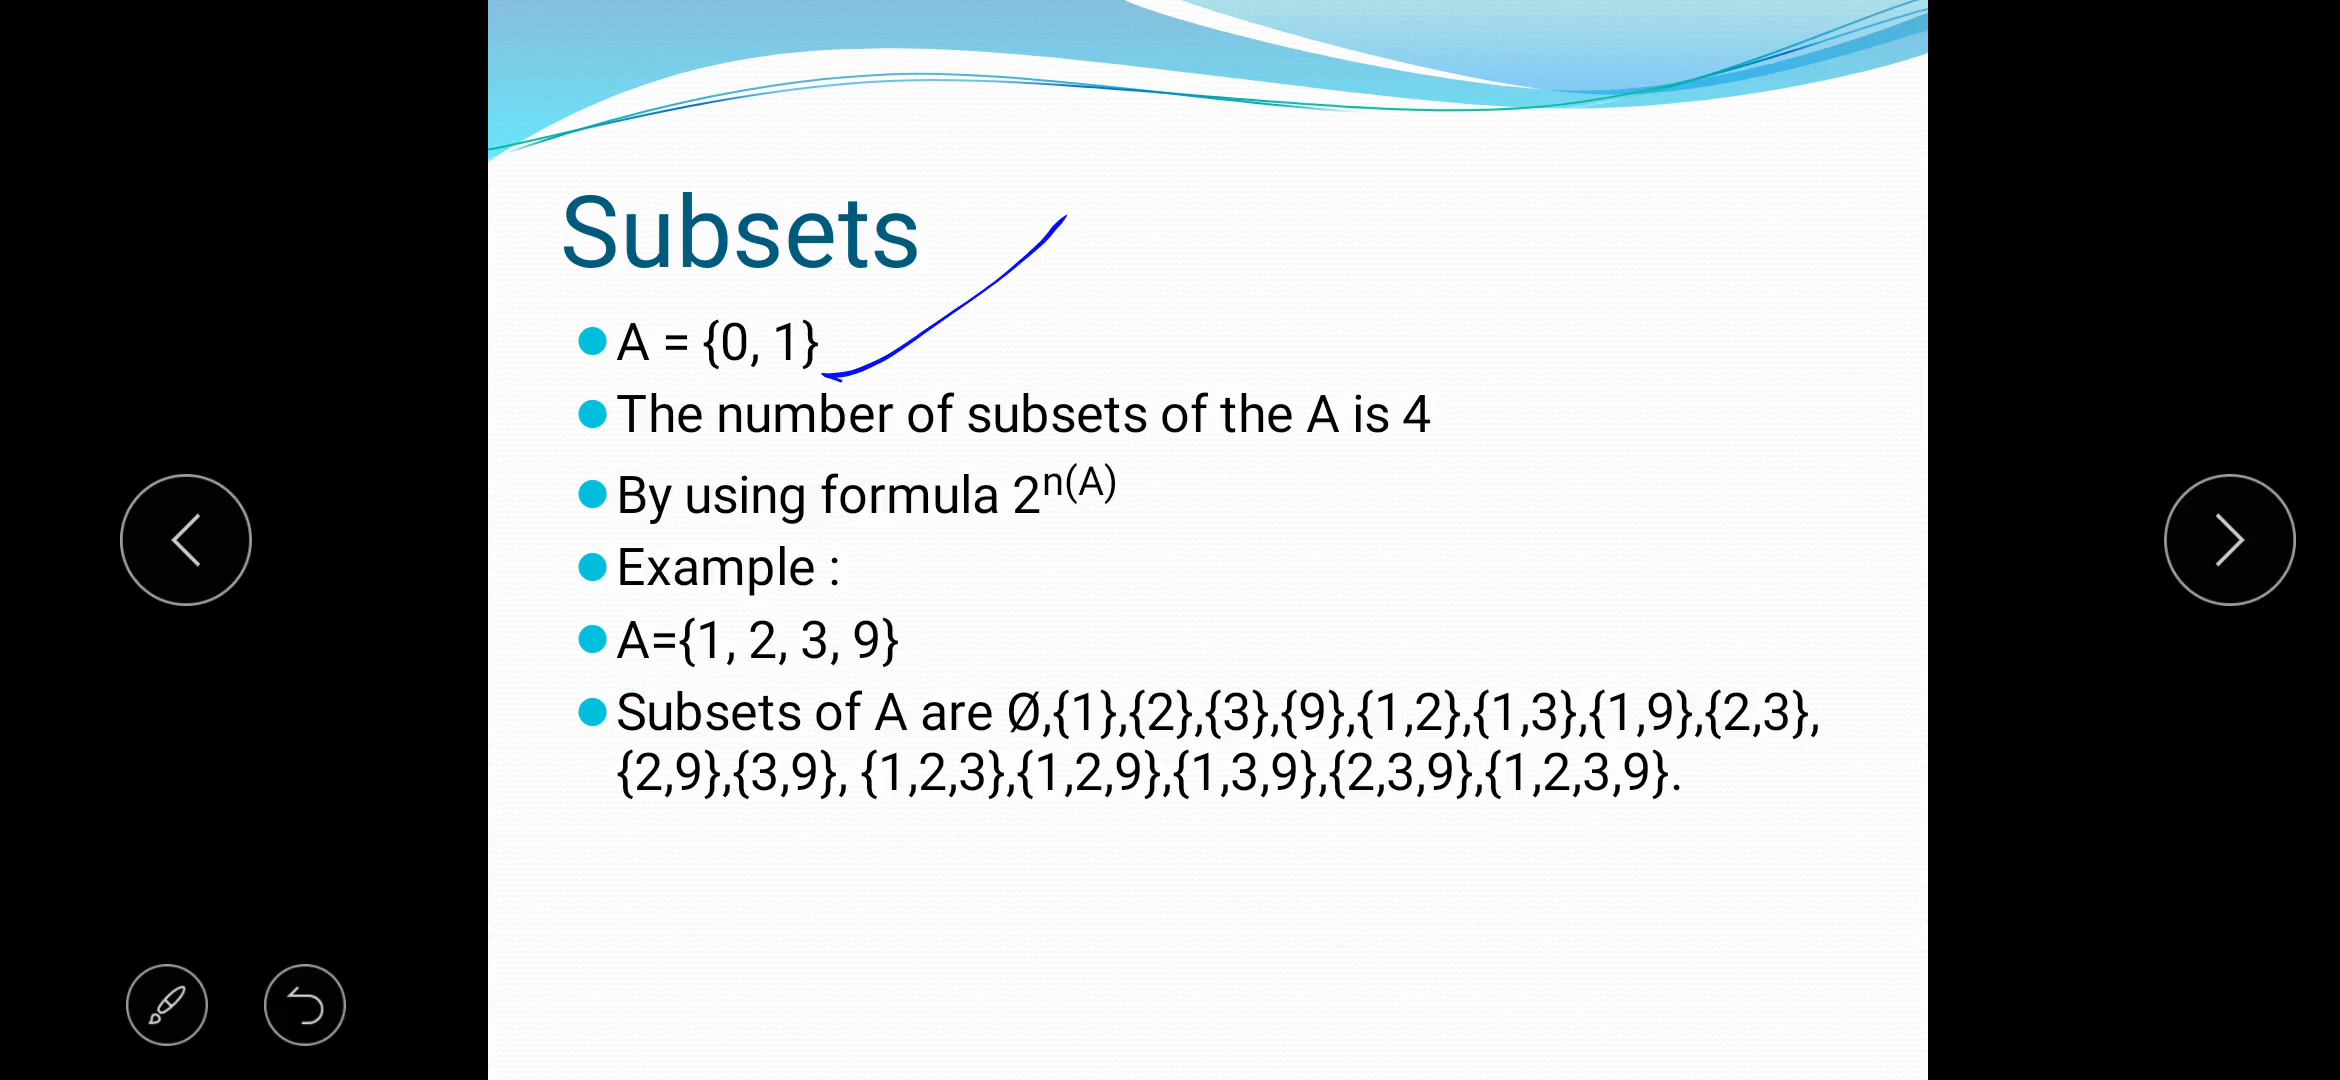 Subsets
A = {0, 1}
The number of subsets of the A is 4
By using formula 2^n(A)
Example :
A={1, 2, 3, 9}
Subsets of A are Ø,{1},{2},{3},{9},{1,2},{1,3},{1,9},{2,3},
{2,9},{3,9}, {1,2,3},{1,2,9},{1,3,9},{2,3,9},{1,2,3,9}.